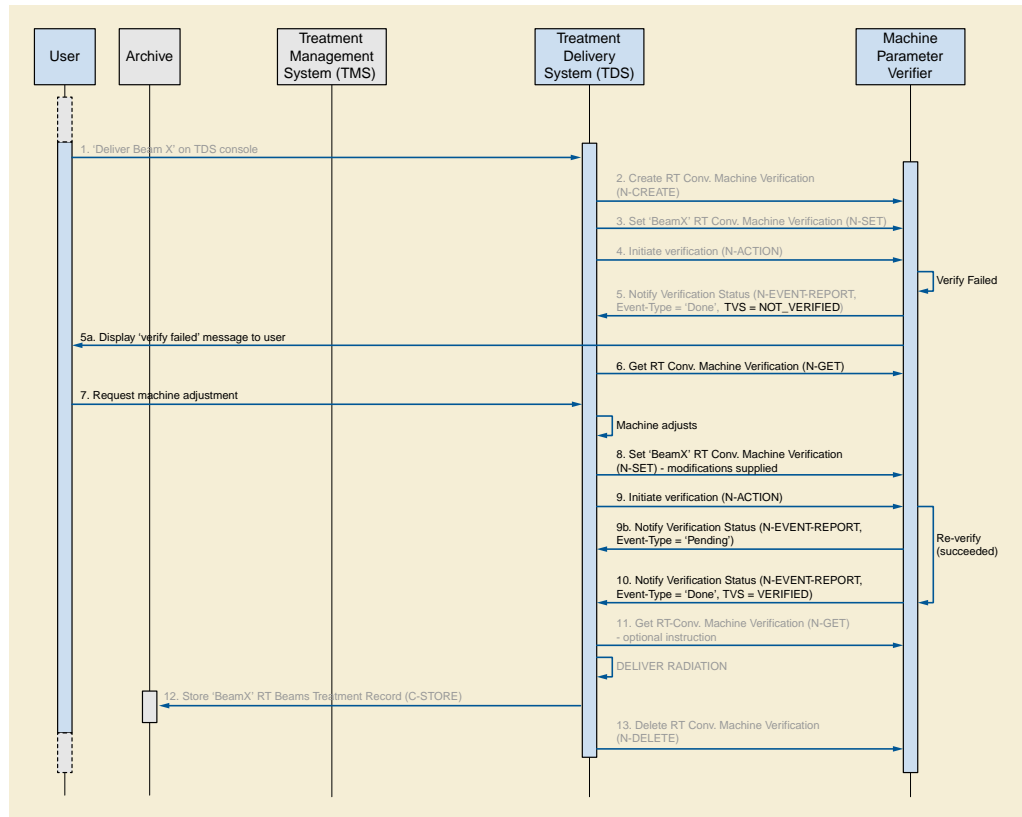 User
Archive
Treatment
Management
System (TMS)
Treatment
Delivery
System (TDS)
Machine
Parameter
Verifier
1. 'Deliver Beam X' on TDS console
2. Create RT Conv. Machine Verification
(N-CREATE)
3. Set 'BeamX' RT Conv. Machine Verification (N-SET)
4. Initiate verification (N-ACTION)
Verify Failed
5. Notify Verification Status (N-EVENT-REPORT,
Event-Type = 'Done', TVS = NOT_VERIFIED)
5a. Display 'verify failed' message to user
6. Get RT Conv. Machine Verification (N-GET)
7. Request machine adjustment
Machine adjusts
8. Set 'BeamX' RT Conv. Machine Verification
(N-SET) - modifications supplied
9. Initiate verification (N-ACTION)
9b. Notify Verification Status (N-EVENT-REPORT,
Event-Type = 'Pending')
Re-verify
(succeeded)
10. Notify Verification Status (N-EVENT-REPORT,
Event-Type = 'Done', TVS = VERIFIED)
11. Get RT-Conv. Machine Verification (N-GET)
- optional instruction
DELIVER RADIATION
12. Store 'BeamX' RT Beams Treatment Record (C-STORE)
13. Delete RT Conv. Machine Verification
(N-DELETE)